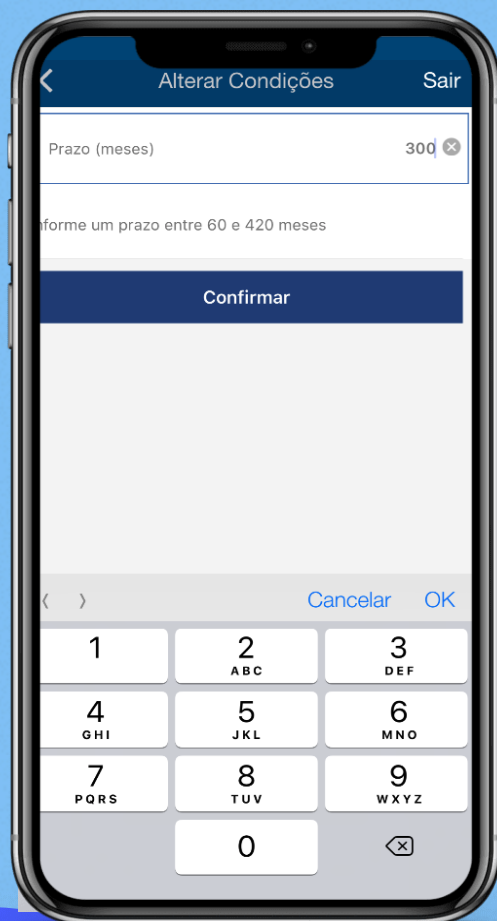 Alterar Condições Sair
Prazo (meses) 300
nforme um prazo entre 60 e 420 meses
Confirmar
Cancelar OK
1 2 3
ABC DEF
4 5 6
GHI JKL MNO
7 8 9
PQRS TUV WXYZ
0